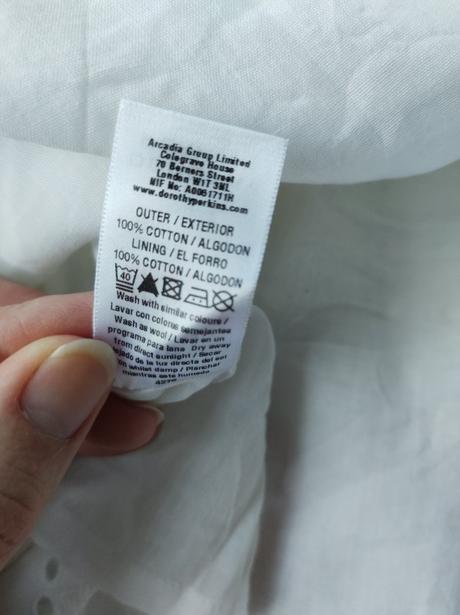 Arcadia Group Limited
Colegrave House
70 Berners Street
London W1T 3NL
NIF No: A0061711H
www.dorothyperkins.com
OUTER / EXTERIOR
100% COTTON / ALGODON
LINING / EL FORRO
100% COTTON / ALGODON
40
Wash with similar colours /
Lavar con colores semejantes
Wash as wool / Lavar en un
programa para lana Dry away
from direct sunlight / Secar
alejado de la luz directa del sol
whilst damp / Planchar
mientras este humedo